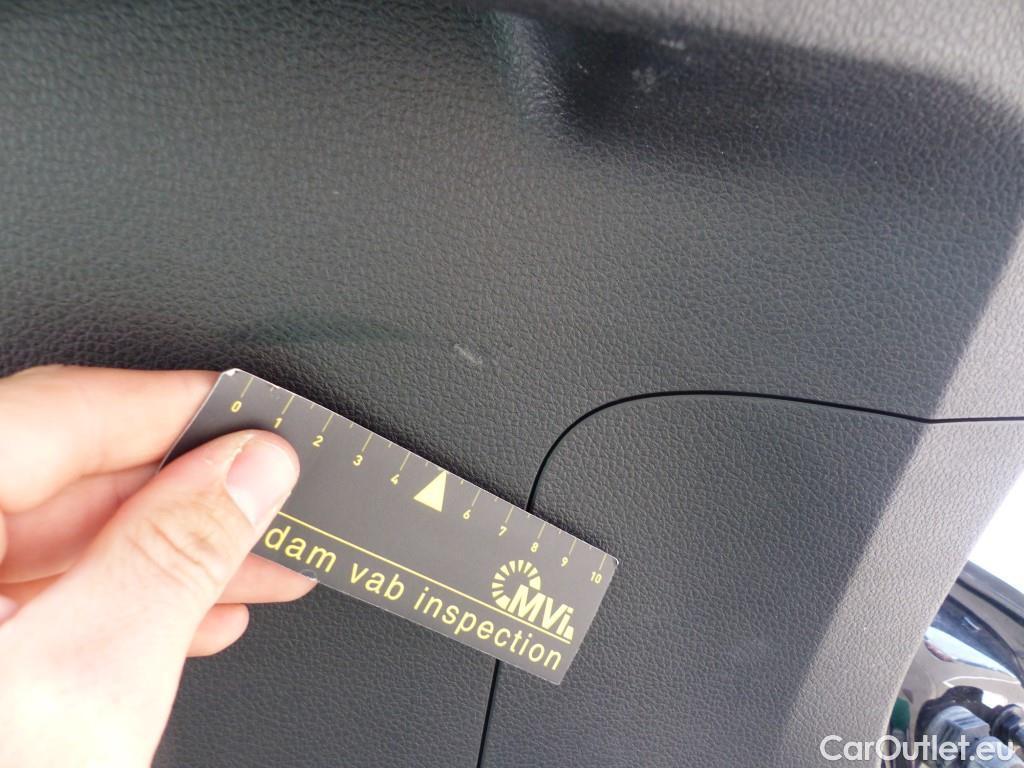 0 1 2 3 4 6 7 8 9 10
MVi
dam vab inspection
CarOutlet.eu